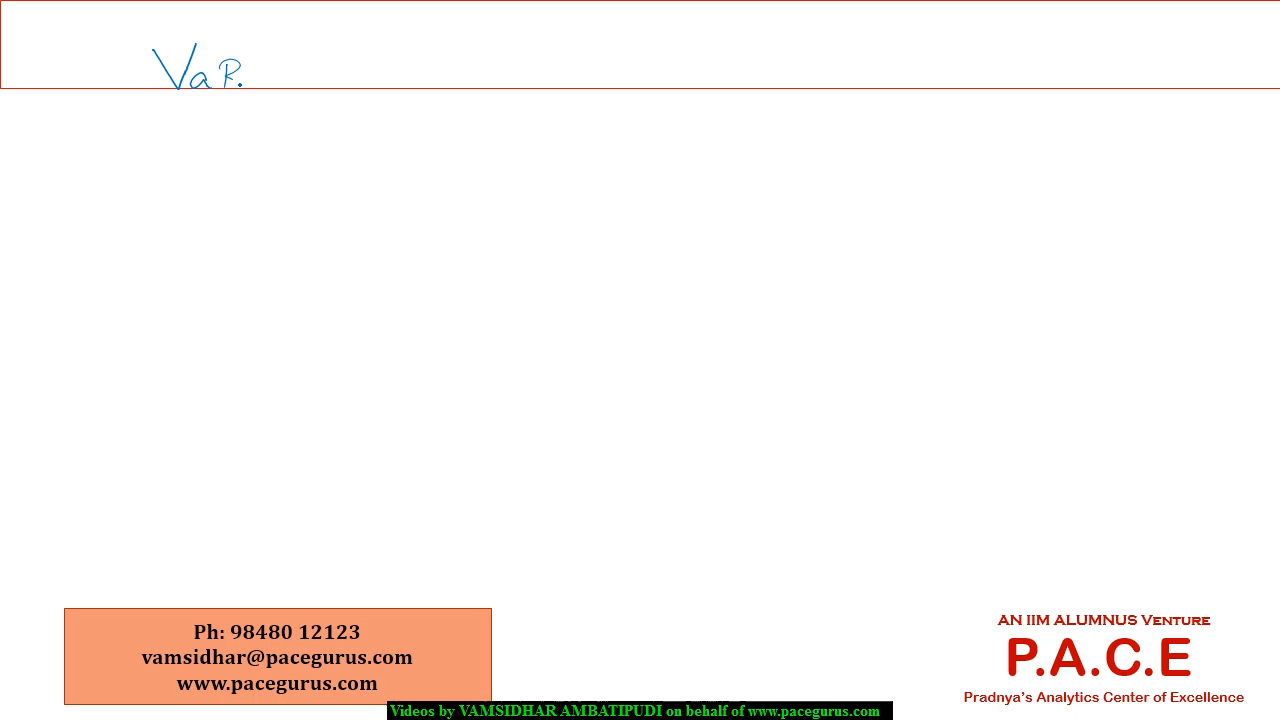 VaR.
Ph: 98480 12123
vamsidhar@pacegurus.com
www.pacegurus.com
AN IIM ALUMNUS VENTURE
P.A.C.E
Pradnya's Analytics Center of Excellence
Videos by VAMSIDHAR AMBATIPUDI on behalf of www.pacegurus.com